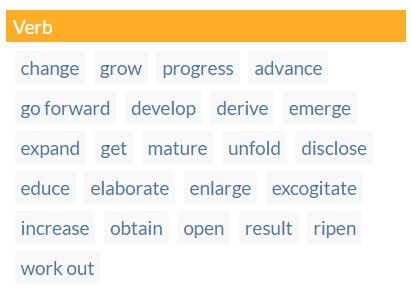 Verb
change grow progress advance
go forward develop derive emerge
expand get mature unfold disclose
educe elaborate enlarge excogitate
increase obtain open result ripen
work out